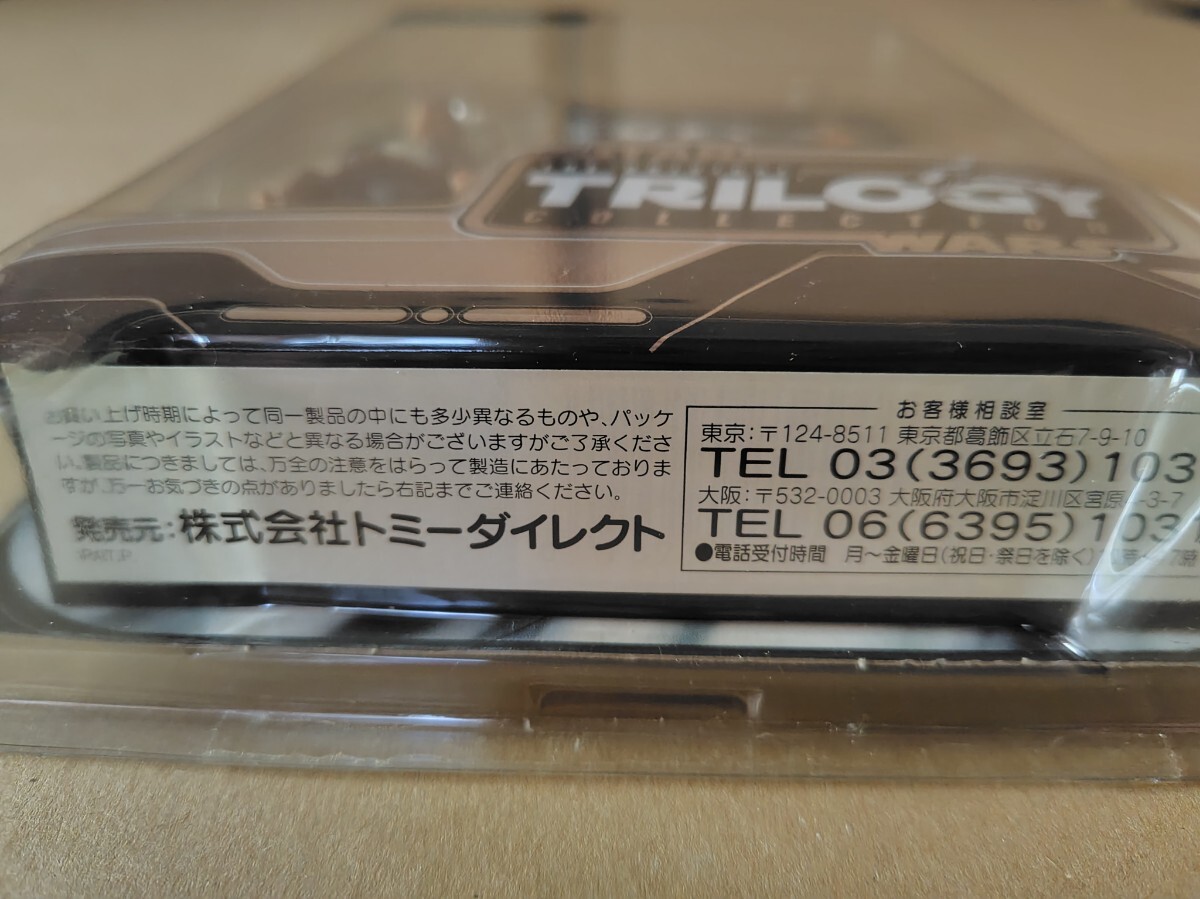 TRILOGY
COLLECTION
WARS
お買い上げ時期によって同一製品の中にも多少異なるものや、パッケ
ージの写真やイラストなどと異なる場合がございますがご了承くださ
い。製品につきましては、万全の注意をはらって製造にあたっておりま
すが、万一お気づきの点がありましたら右記までご連絡ください。
発売元:株式会社トミーダイレクト
お客様相談室
東京:〒124-8511 東京都葛飾区立石7-9-10
TEL 03(3693)103
大阪:〒532-0003 大阪府大阪市淀川区宮原4-3-7
TEL 06(6395)103
●電話受付時間 月~金曜日(祝日・祭日を除く)